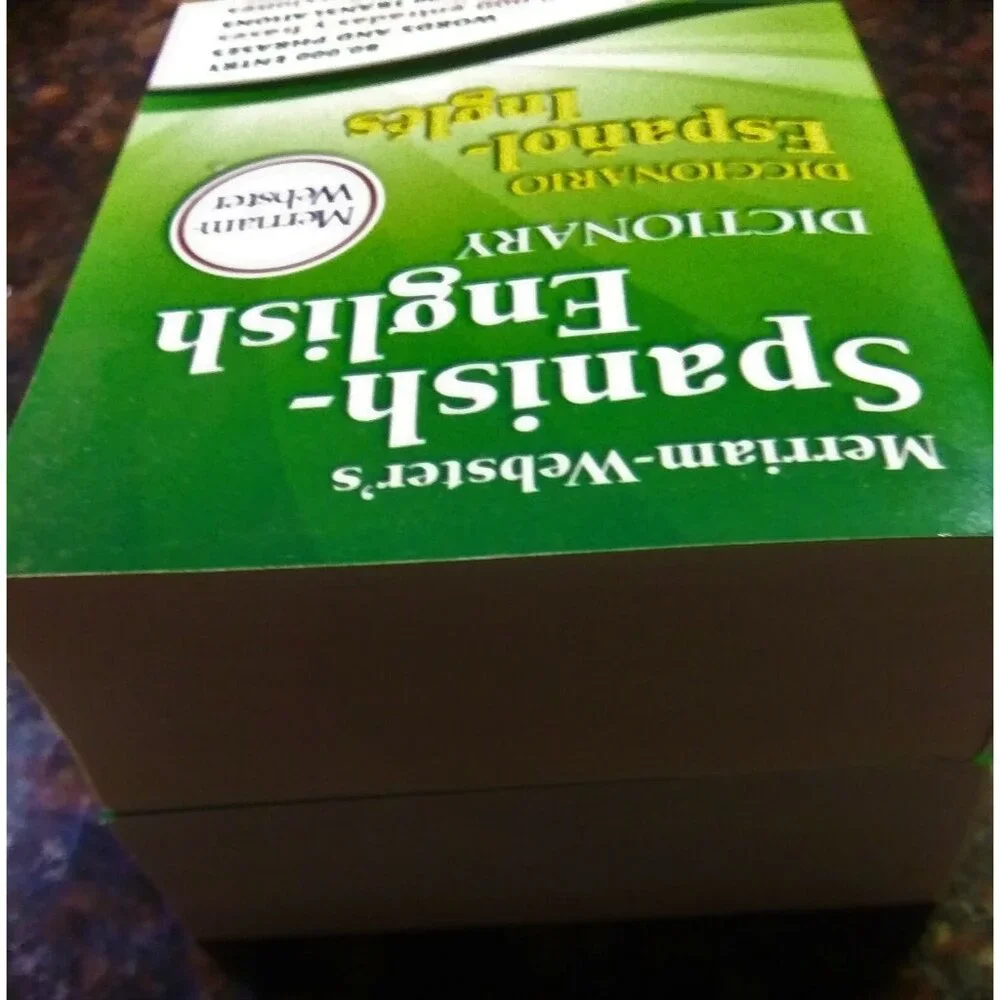 Merriam-Webster's
Spanish-
English
DICTIONARY
DICCIONARIO
Español-
Inglés
Merriam-
Webster
80,000 ENTRY
WORDS AND PHRASES